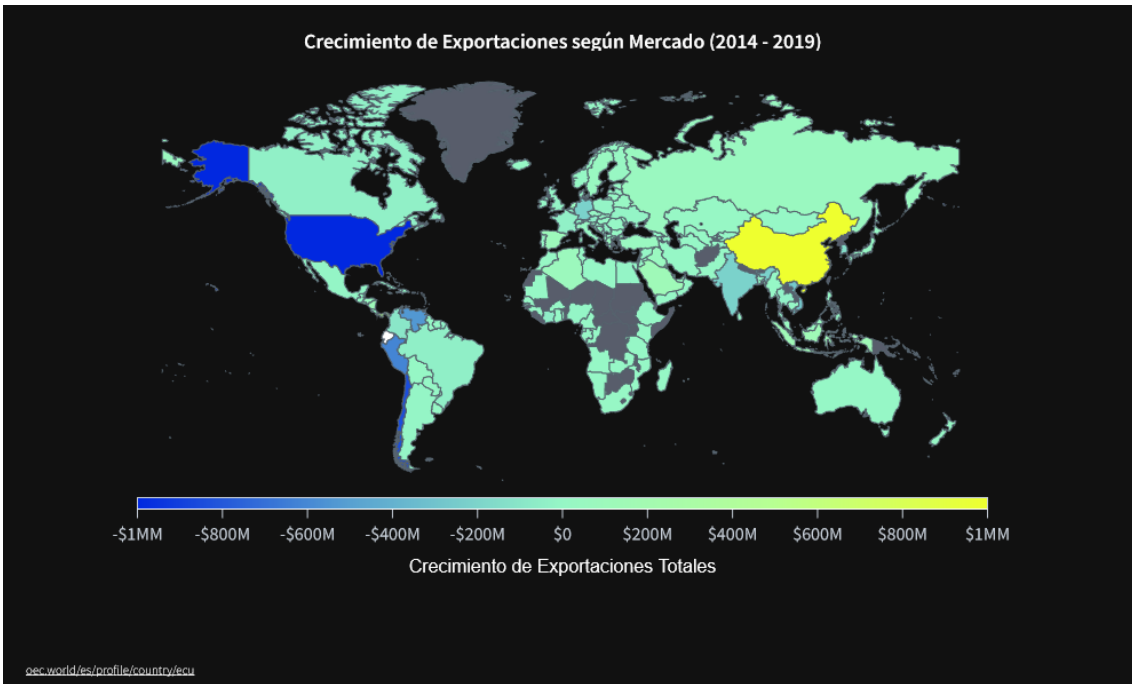 Crecimiento de Exportaciones según Mercado (2014 - 2019)
-$1MM -$800M -$600M -$400M -$200M $0 $200M $400M $600M $800M $1MM
Crecimiento de Exportaciones Totales
oec.world/es/profile/country/ecu